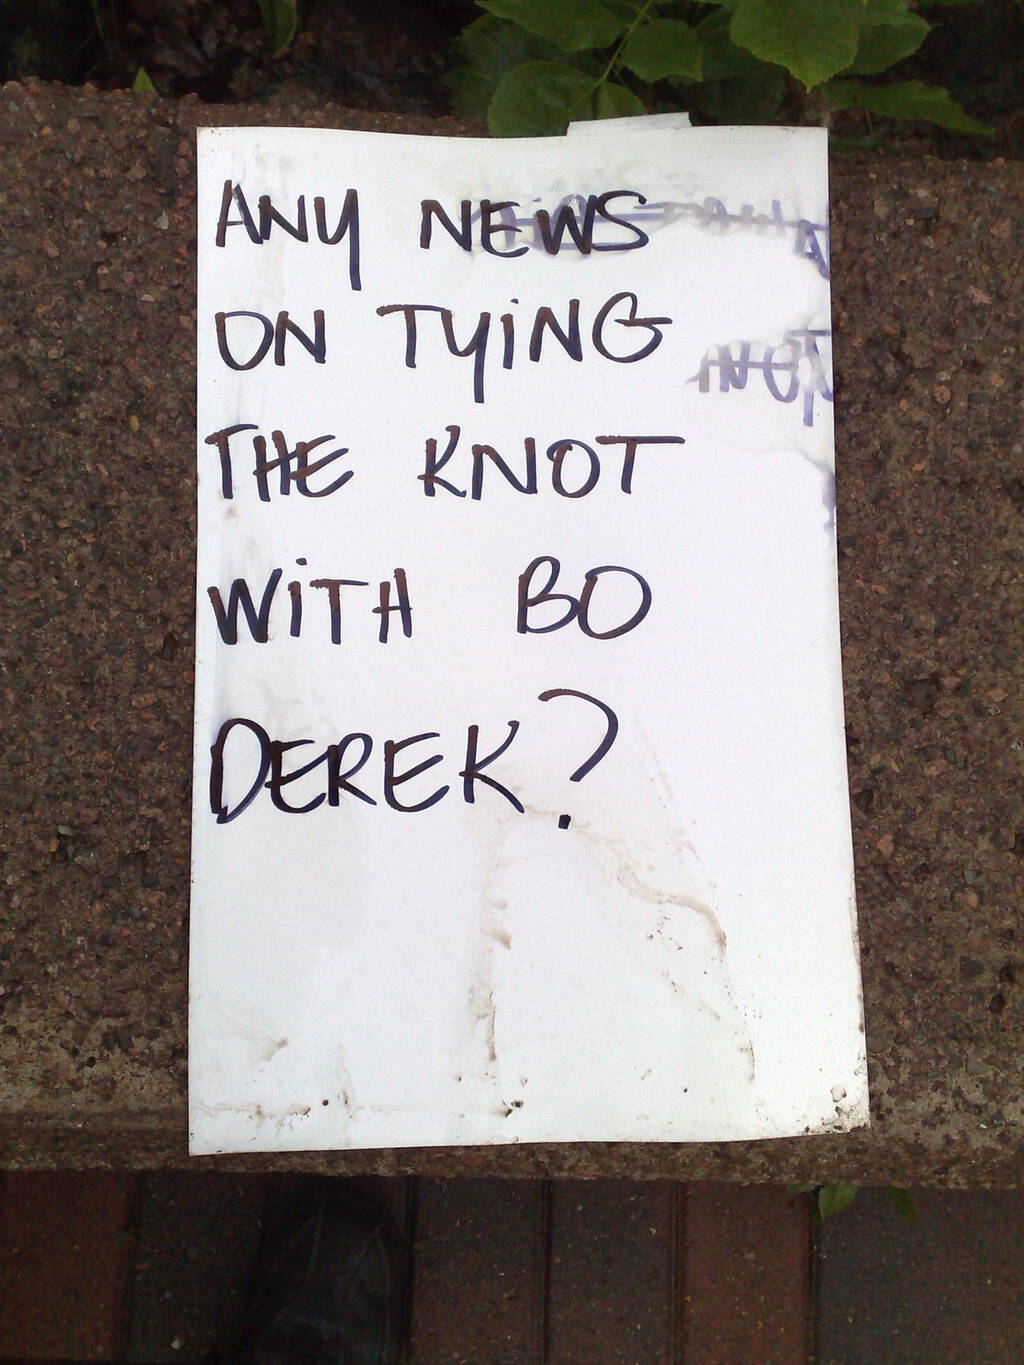 ANY NEWS
ON TYiNG
THE KNOT
WiTH BO
DEREK?